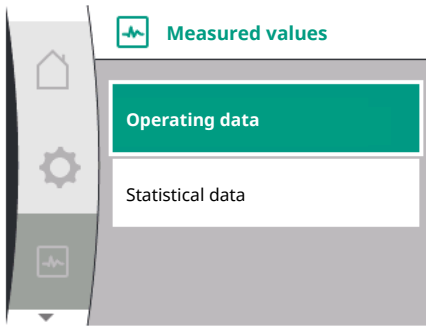 Measured values
Operating data
Statistical data